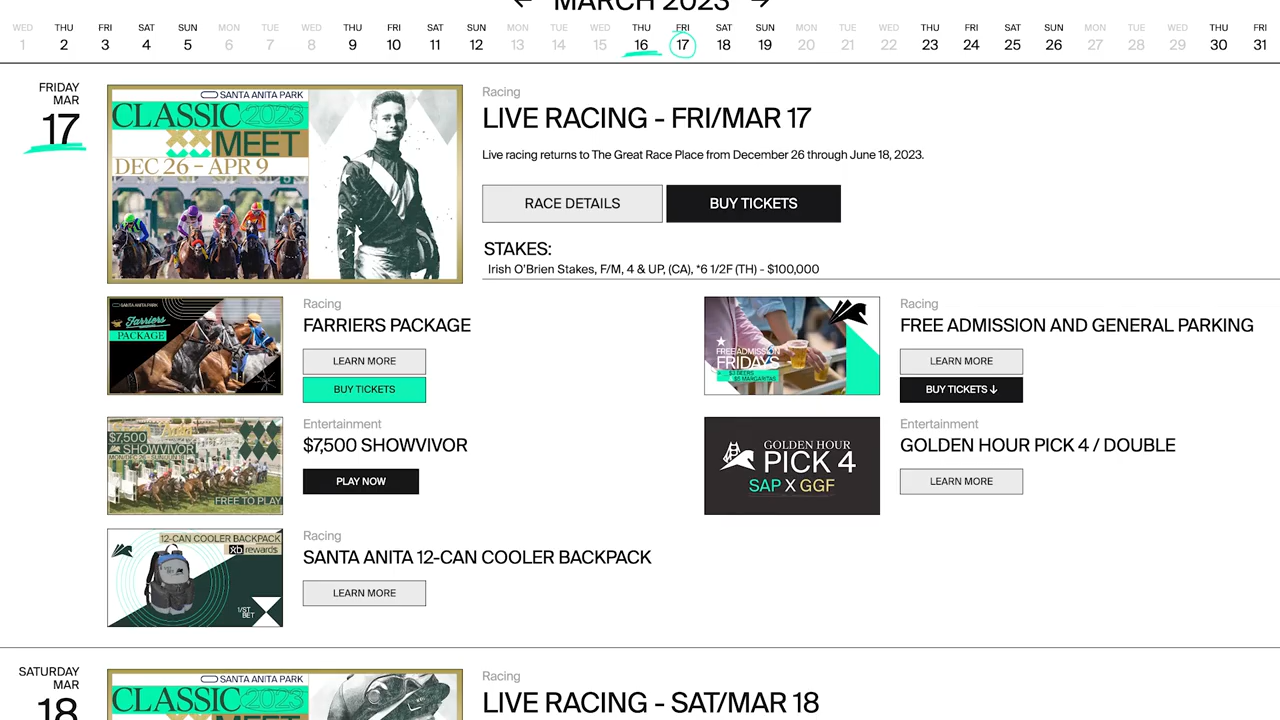 ← MARCH 2023 →
WED THU FRI SAT SUN MON TUE WED THU FRI SAT SUN MON TUE WED THU FRI SAT SUN MON TUE WED THU FRI SAT SUN MON TUE WED THU FRI
1 2 3 4 5 6 7 8 9 10 11 12 13 14 15 16 17 18 19 20 21 22 23 24 25 26 27 28 29 30 31
FRIDAY
MAR
17
SANTA ANITA PARK
CLASSIC 2023
MEET
DEC 26 – APR 9
Racing
LIVE RACING - FRI/MAR 17
Live racing returns to The Great Race Place from December 26 through June 18, 2023.
RACE DETAILS
BUY TICKETS
STAKES:
Irish O'Brien Stakes, F/M, 4 & UP, (CA), *6 1/2F (TH) - $100,000
SANTA ANITA PARK
Farriers
PACKAGE
Racing
FARRIERS PACKAGE
LEARN MORE
BUY TICKETS
FREE ADMISSION
FRIDAYS
$3 BEERS
$5 MARGARITAS
Racing
FREE ADMISSION AND GENERAL PARKING
LEARN MORE
BUY TICKETS ↓
$7,500
SHOWVIVOR
FREE TO PLAY
Entertainment
$7,500 SHOWVIVOR
PLAY NOW
GOLDEN HOUR
PICK 4
SAP X GGF
Entertainment
GOLDEN HOUR PICK 4 / DOUBLE
LEARN MORE
12-CAN COOLER BACKPACK
xb rewards
1/ST
BET
Racing
SANTA ANITA 12-CAN COOLER BACKPACK
LEARN MORE
SATURDAY
MAR
18
SANTA ANITA PARK
CLASSIC 2023
MEET
Racing
LIVE RACING - SAT/MAR 18